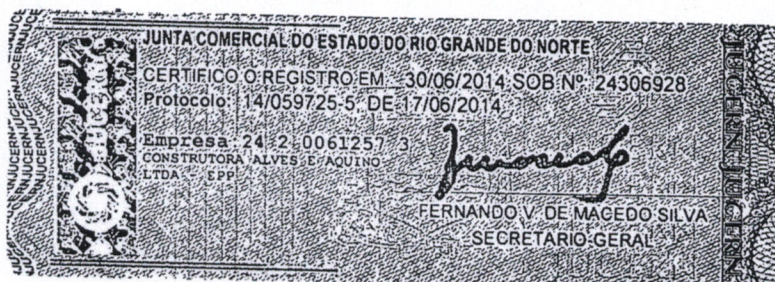 JUNTA COMERCIAL DO ESTADO DO RIO GRANDE DO NORTE
CERTIFICO O REGISTRO EM 30/06/2014 SOB Nº: 24306928
Protocolo: 14/059725-5, DE 17/06/2014
Empresa: 24 2 0061257 3
CONSTRUTORA ALVES E AQUINO
LTDA EPP
FERNANDO V. DE MACEDO SILVA
SECRETARIO-GERAL
JUCERN JUCERN